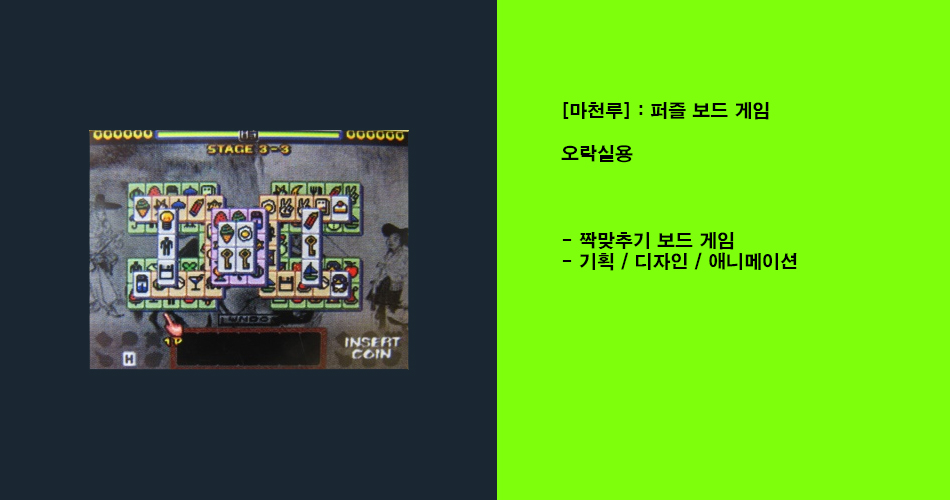 000000
HI
000000
STAGE 3-3
1P
INSERT
COIN
H
[마천루] : 퍼즐 보드 게임
오락실용
- 짝맞추기 보드 게임
- 기획 / 디자인 / 애니메이션